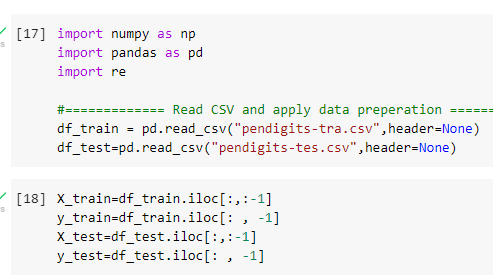 [17] import numpy as np
import pandas as pd
import re
#============= Read CSV and apply data preperation ======
df_train = pd.read_csv("pendigits-tra.csv",header=None)
df_test=pd.read_csv("pendigits-tes.csv",header=None)
[18] X_train=df_train.iloc[:,:-1]
y_train=df_train.iloc[: , -1]
X_test=df_test.iloc[:,:-1]
y_test=df_test.iloc[: , -1]